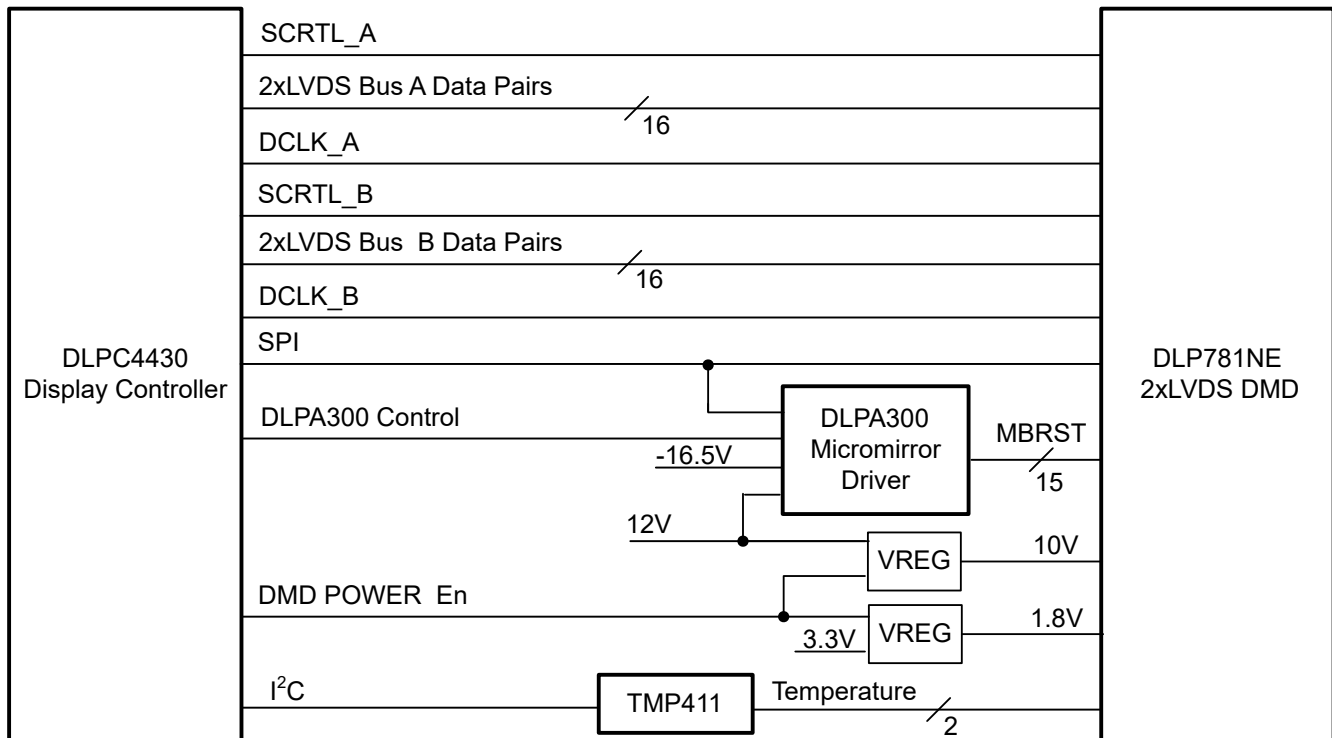 SCRTL_A
2xLVDS Bus A Data Pairs
16
DCLK_A
SCRTL_B
2xLVDS Bus  B Data Pairs
16
DCLK_B
SPI
DLPC4430
Display Controller
DLP781NE
2xLVDS DMD
DLPA300 Control
DLPA300
Micromirror
Driver
MBRST
15
-16.5V
12V
VREG
10V
DMD POWER  En
3.3V
VREG
1.8V
I²C
TMP411
Temperature
2